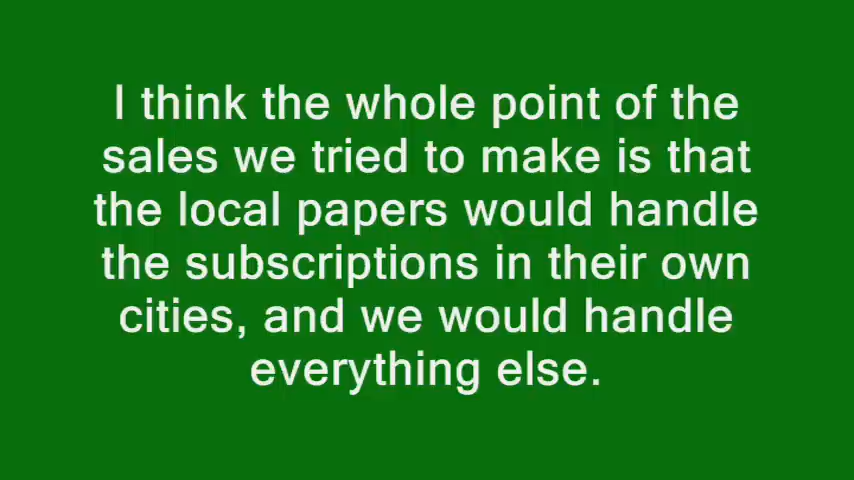 I think the whole point of the
sales we tried to make is that
the local papers would handle
the subscriptions in their own
cities, and we would handle
everything else.